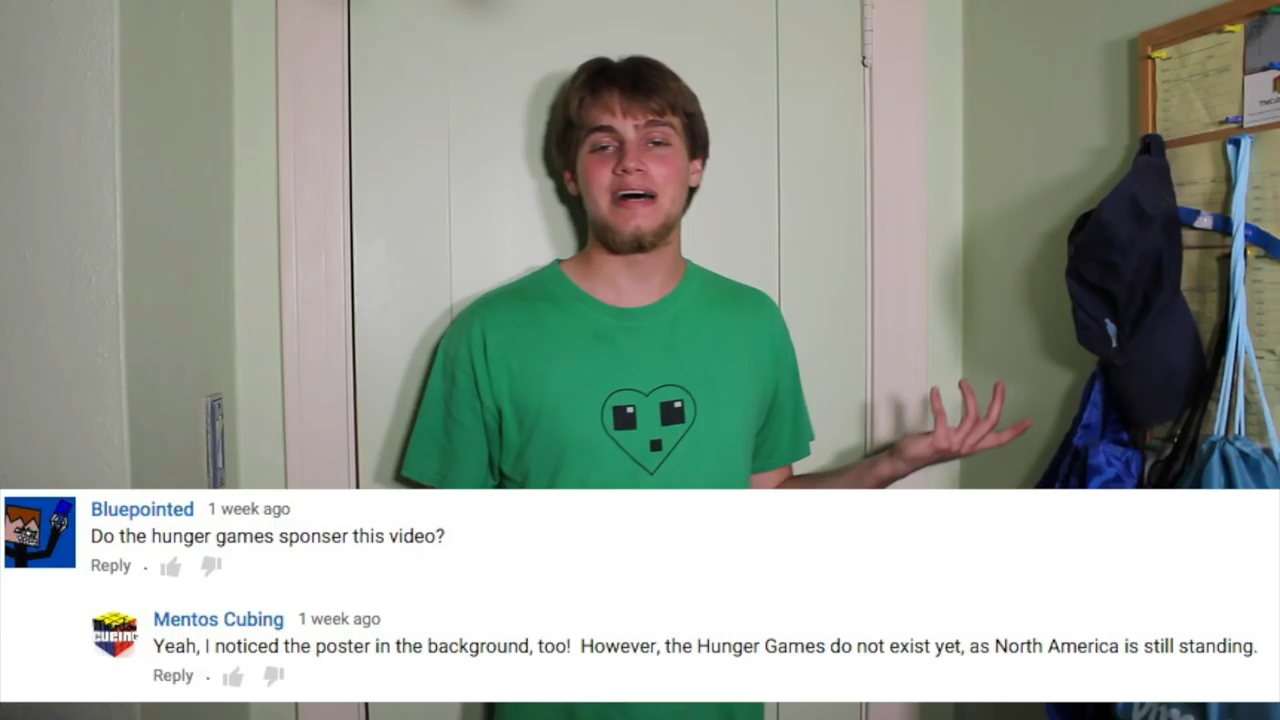 Bluepointed 1 week ago
Do the hunger games sponser this video?
Reply .
Mentos Cubing 1 week ago
Yeah, I noticed the poster in the background, too! However, the Hunger Games do not exist yet, as North America is still standing.
Reply .
CUBING